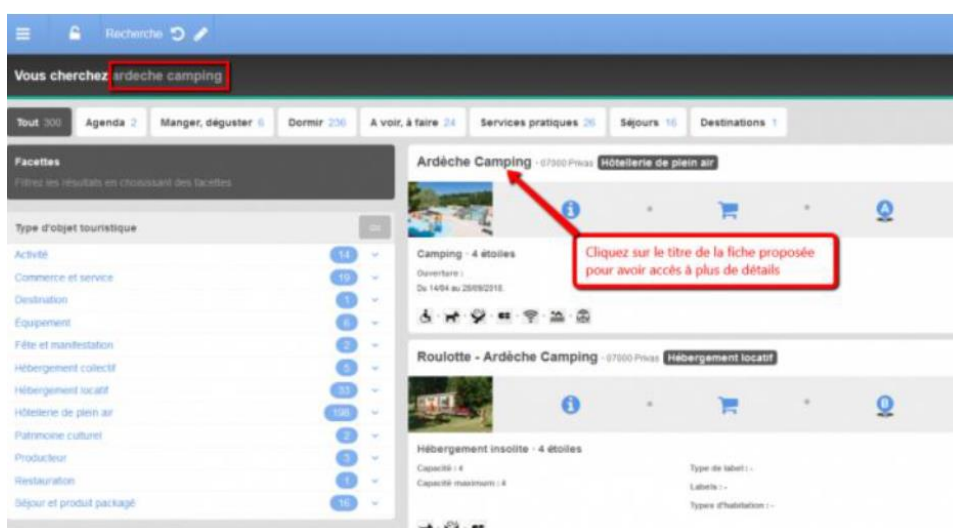 Recherche
Vous cherchez ardeche camping
Tout 300
Agenda 2
Manger, déguster 6
Dormir 236
A voir, à faire 24
Services pratiques 26
Séjours 16
Destinations 1
Facettes
Filtrez les résultats en choisissant des facettes
Type d'objet touristique
Activité 14
Commerce et service 19
Destination 1
Equipement 6
Fête et manifestation 2
Hébergement collectif 5
Hébergement locatif 33
Hôtellerie de plein air 198
Patrimoine culturel 2
Producteur 3
Restauration 1
Séjour et produit packagé 16
Ardèche Camping - 07000 Privas Hôtellerie de plein air
A
Camping - 4 étoiles
Ouverture :
Du 14/04 au 28/09/2018.
Cliquez sur le titre de la fiche proposée
pour avoir accès à plus de détails
Roulotte - Ardèche Camping - 07000 Privas Hébergement locatif
B
Hébergement insolite - 4 étoiles
Capacité : 4
Capacité maximum : 4
Type de label : -
Labels : -
Types d'habitation : -